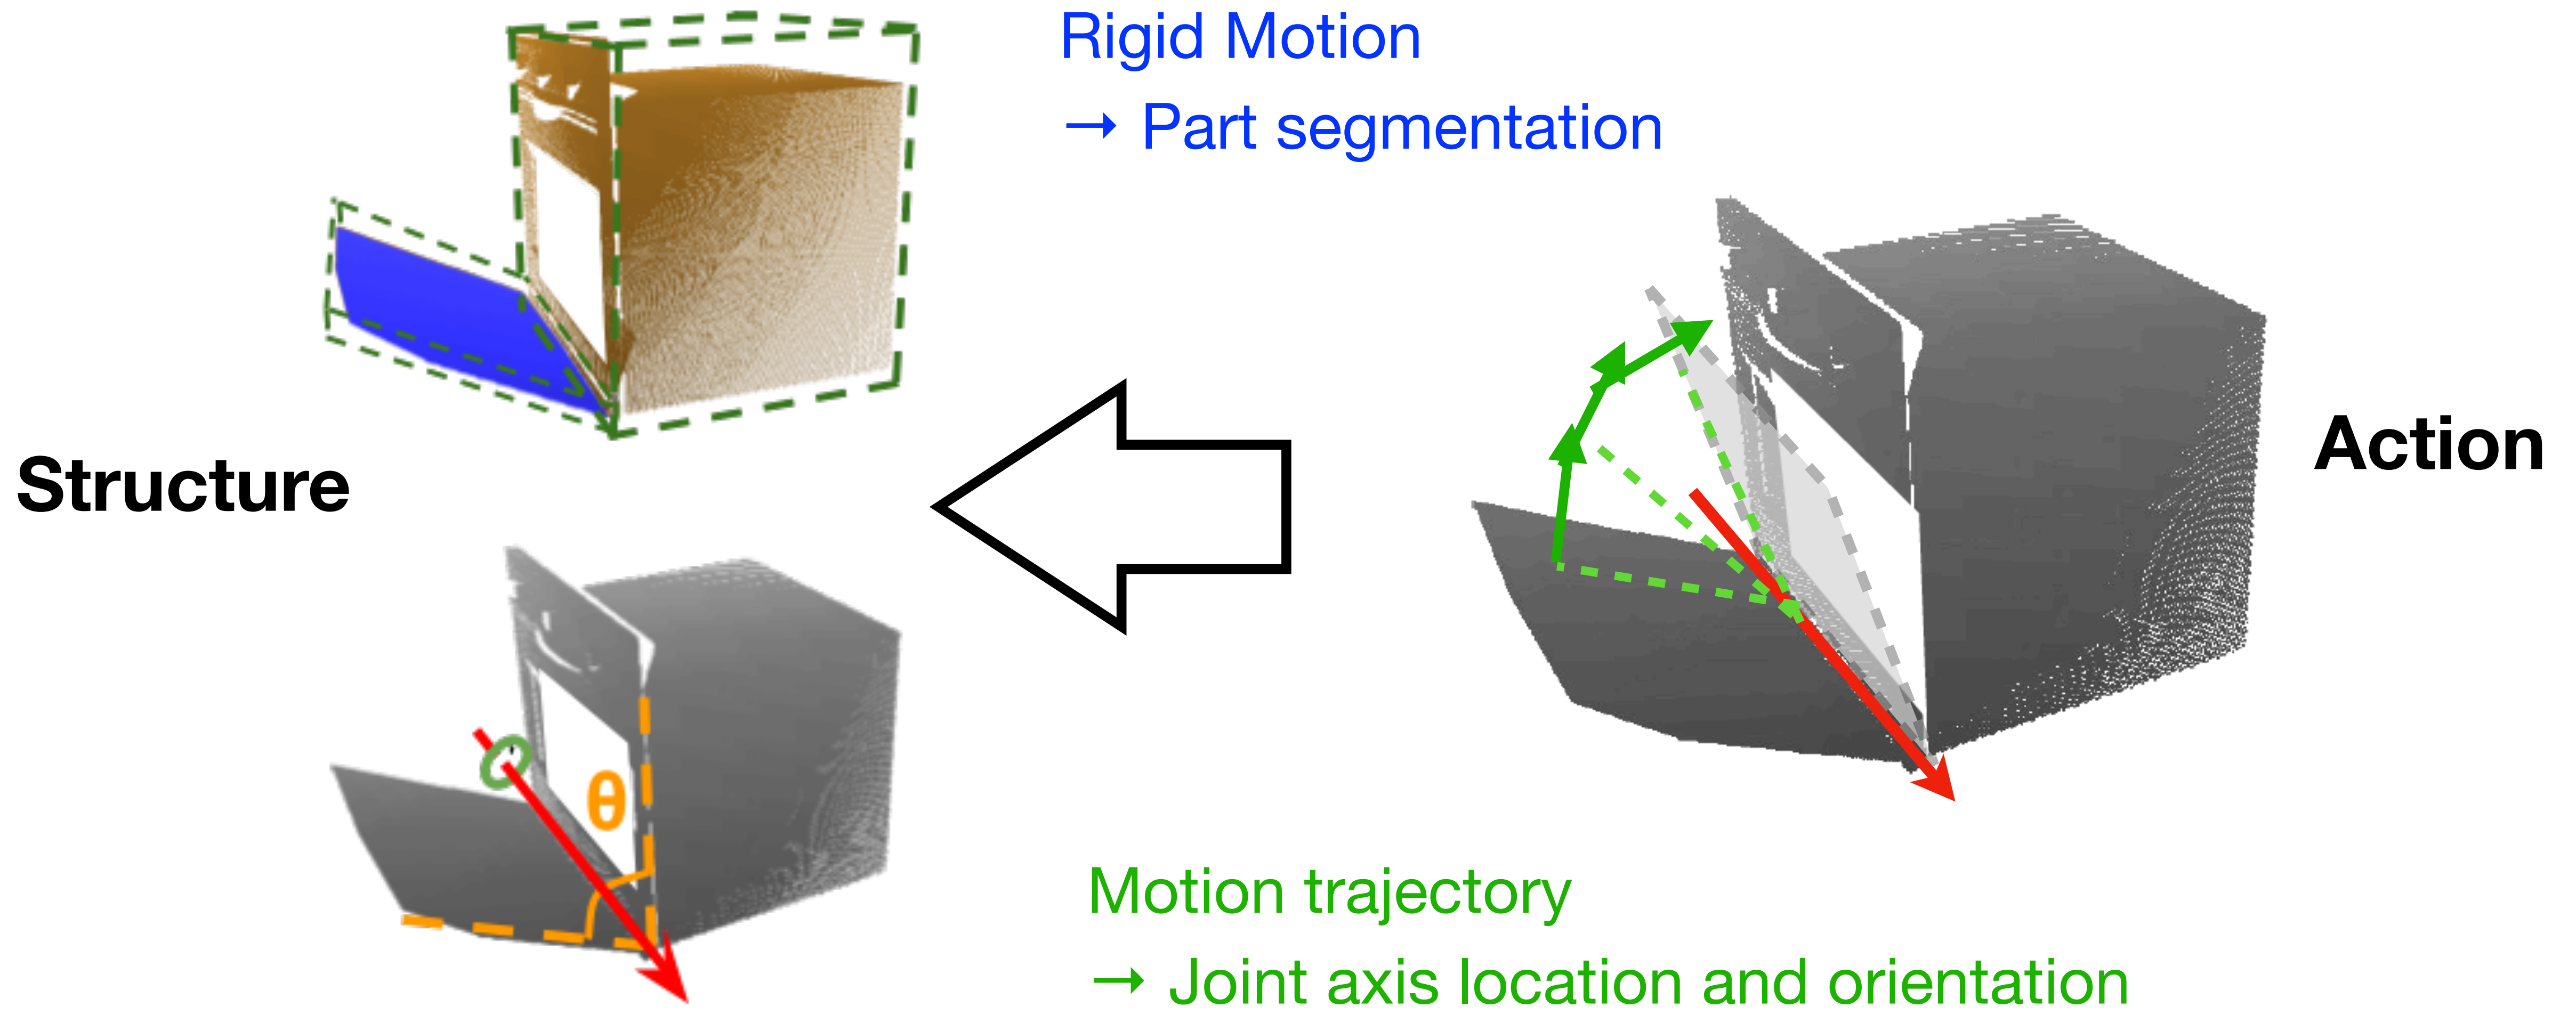 Rigid Motion
→ Part segmentation
Structure
Action
θ
Motion trajectory
→ Joint axis location and orientation